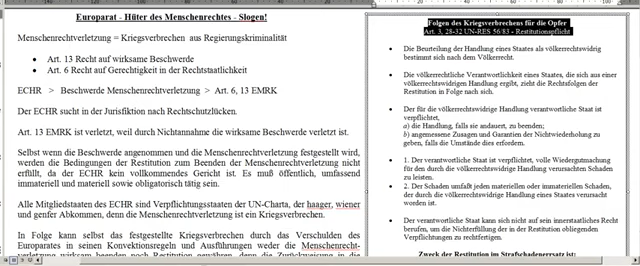 Europarat - Hüter des Menschenrechtes - Slogen!
Menschenrechtverletzung = Kriegsverbrechen aus Regierungskriminalität
Art. 13 Recht auf wirksame Beschwerde
Art. 6 Recht auf Gerechtigkeit in der Rechtstaatlichkeit
ECHR > Beschwerde Menschenrechtverletzung > Art. 6, 13 EMRK
Der ECHR sucht in der Jurisfiktion nach Rechtschutzlücken.
Art. 13 EMRK ist verletzt, weil durch Nichtannahme die wirksame Beschwerde verletzt ist.
Selbst wenn die Beschwerde angenommen und die Menschenrechtverletzung festgestellt wird,
werden die Bedingungen der Restitution zum Beenden der Menschenrechtverletzung nicht
erfüllt, da der ECHR kein vollkommendes Gericht ist. Es muß öffentlich, umfassend
immateriell und materiell sowie obligatorisch tätig sein.
Alle Mitgliedstaaten des ECHR sind Verpflichtungsstaaten der UN-Charta, der haager, wiener
und genfer Abkommen, denn die Menschenrechtverletzung ist ein Kriegsverbrechen.
In Folge kann selbst das festgestellte Kriegsverbrechen durch das Verschulden des
Europarates in seinen Konventionsregeln und Ausführungen weder die Menschenrecht-
verletzung wirksam beenden noch Restitution gewähren, denn die Zurückweisung in die
Folgen des Kriegsverbrechens für die Opfer
Art. 3, 28-32 UN-RES 56/83 - Restitutionspflicht
Die Beurteilung der Handlung eines Staates als völkerrechtswidrig
bestimmt sich nach dem Völkerrecht.
Die völkerrechtliche Verantwortlichkeit eines Staates, die sich aus einer
völkerrechtswidrigen Handlung ergibt, zieht die Rechtsfolgen der
Restitution in Folge nach sich.
Der für die völkerrechtswidrige Handlung verantwortliche Staat ist
verpflichtet,
a) die Handlung, falls sie andauert, zu beenden;
b) angemessene Zusagen und Garantien der Nichtwiederholung zu
geben, falls die Umstände dies erfordern.
1. Der verantwortliche Staat ist verpflichtet, volle Wiedergutmachung
für den durch die völkerrechtswidrige Handlung verursachten Schaden
zu leisten.
2. Der Schaden umfaßt jeden materiellen oder immateriellen Schaden,
der durch die völkerrechtswidrige Handlung eines Staates verursacht
worden ist.
Der verantwortliche Staat kann sich nicht auf sein innerstaatliches Recht
berufen, um die Nichterfüllung der in der Restitution obliegenden
Verpflichtungen zu rechtfertigen.
Zweck der Restitution im Strafschadenersatz ist: